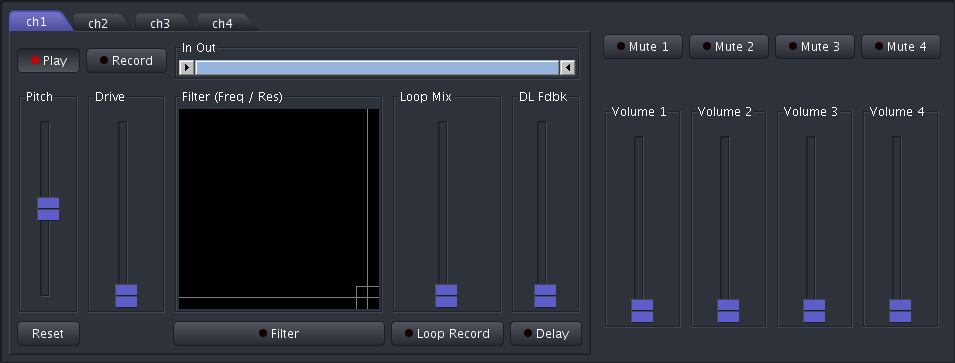 ch1 ch2 ch3 ch4
Play Record
In Out
Mute 1 Mute 2 Mute 3 Mute 4
Pitch Drive Filter (Freq / Res) Loop Mix DL Fdbk
Volume 1 Volume 2 Volume 3 Volume 4
Reset Filter Loop Record Delay